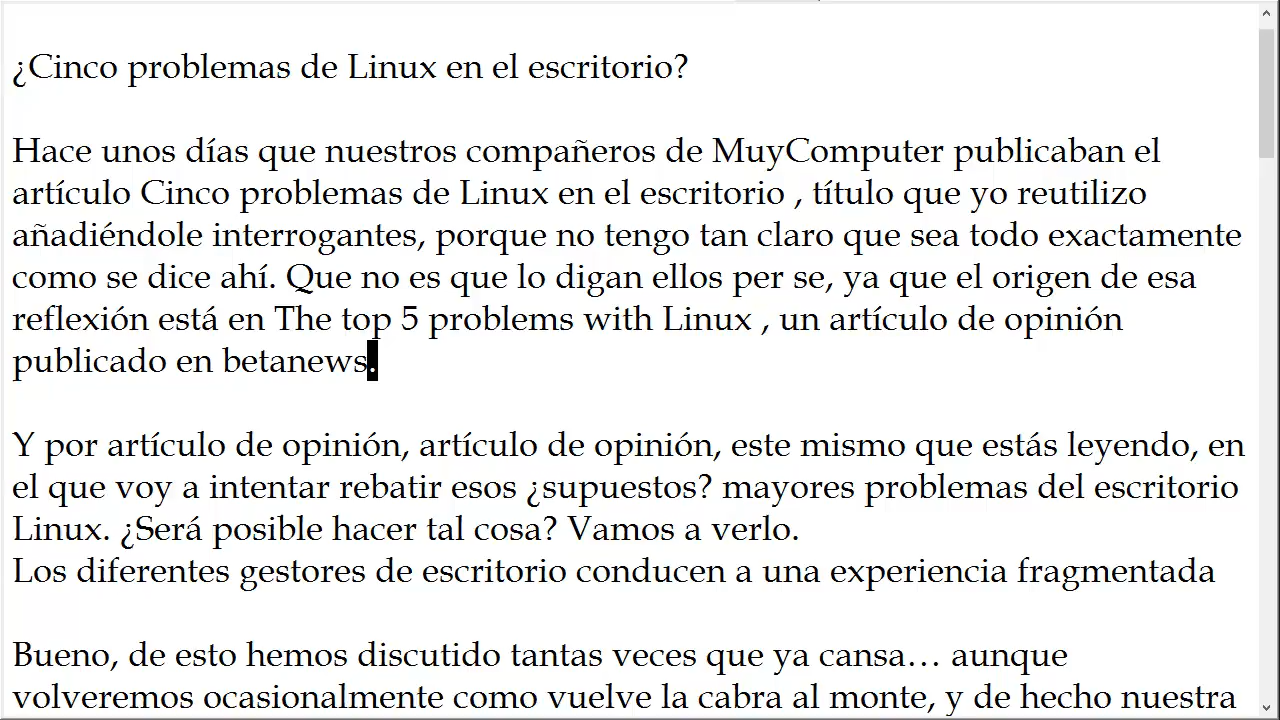 ¿Cinco problemas de Linux en el escritorio?
Hace unos días que nuestros compañeros de MuyComputer publicaban el
artículo Cinco problemas de Linux en el escritorio , título que yo reutilizo
añadiéndole interrogantes, porque no tengo tan claro que sea todo exactamente
como se dice ahí. Que no es que lo digan ellos per se, ya que el origen de esa
reflexión está en The top 5 problems with Linux , un artículo de opinión
publicado en betanews.
Y por artículo de opinión, artículo de opinión, este mismo que estás leyendo, en
el que voy a intentar rebatir esos ¿supuestos? mayores problemas del escritorio
Linux. ¿Será posible hacer tal cosa? Vamos a verlo.
Los diferentes gestores de escritorio conducen a una experiencia fragmentada
Bueno, de esto hemos discutido tantas veces que ya cansa… aunque
volveremos ocasionalmente como vuelve la cabra al monte, y de hecho nuestra